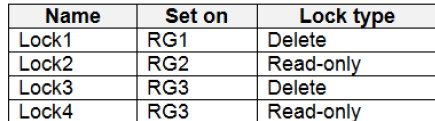 Name Set on Lock type
Lock1 RG1 Delete
Lock2 RG2 Read-only
Lock3 RG3 Delete
Lock4 RG3 Read-only